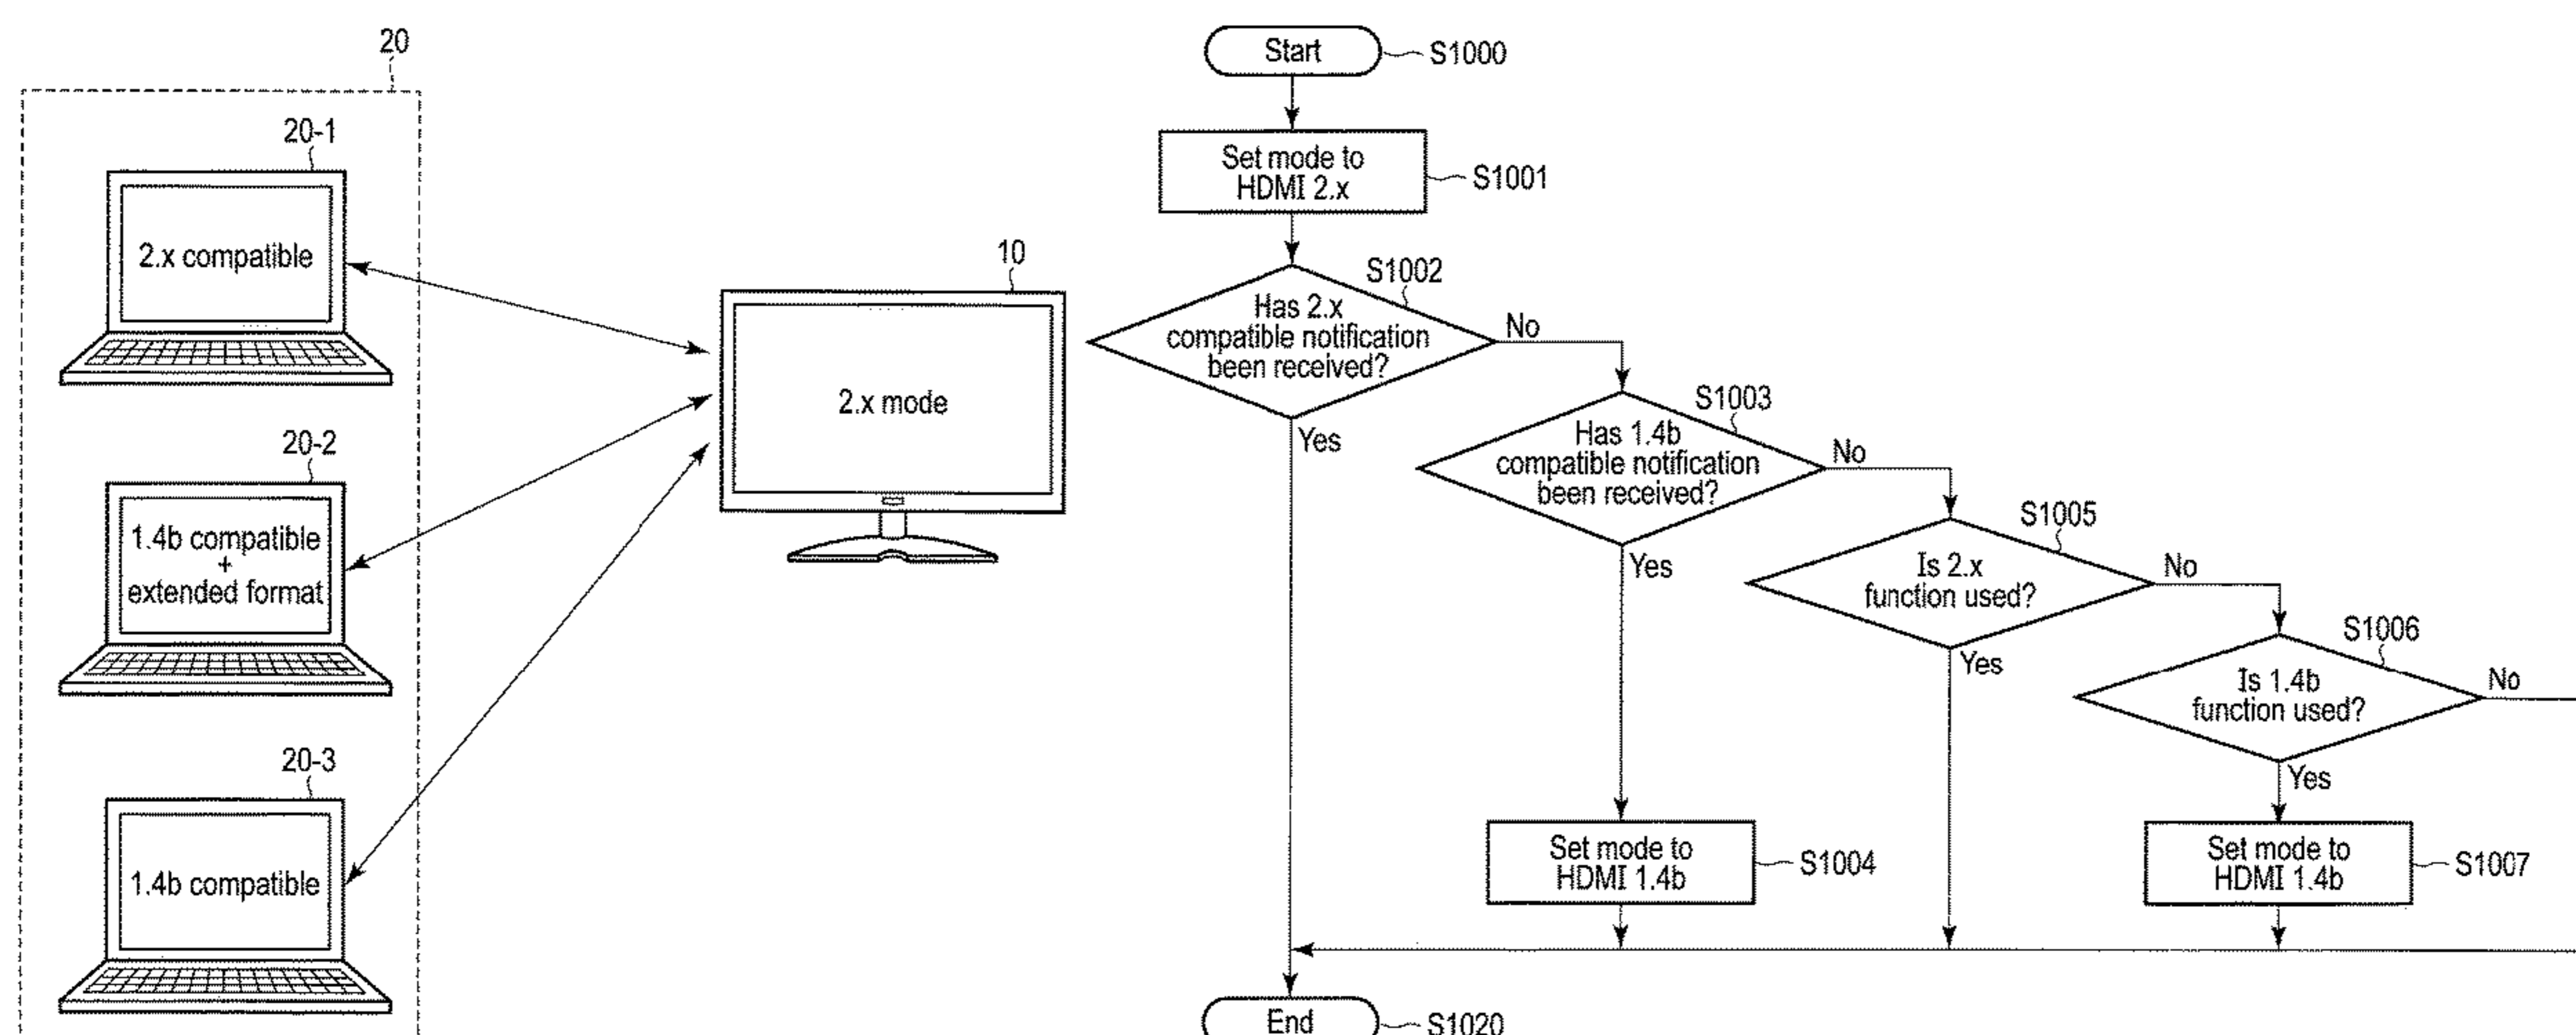 20
20-1
2.x compatible
20-2
1.4b compatible
+
extended format
20-3
1.4b compatible
10
2.x mode
Start
S1000
Set mode to
HDMI 2.x
S1001
Has 2.x
compatible notification
been received?
S1002
No
Yes
Has 1.4b
compatible notification
been received?
S1003
No
Yes
Is 2.x
function used?
S1005
No
Yes
Is 1.4b
function used?
S1006
No
Yes
Set mode to
HDMI 1.4b
S1004
Set mode to
HDMI 1.4b
S1007
End
S1020